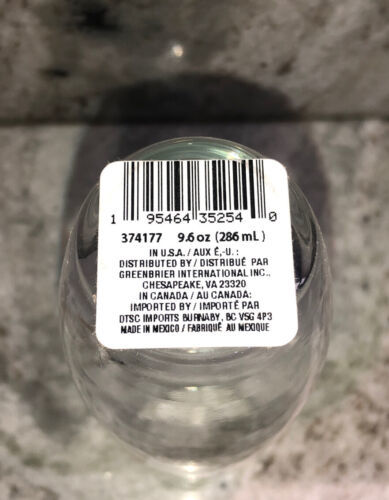 1 95464 35254 0
374177 9.6 oz (286 mL)
IN U.S.A. / AUX É,-U. :
DISTRIBUTED BY / DISTRIBUÉ PAR
GREENBRIER INTERNATIONAL INC.,
CHESAPEAKE, VA 23320
IN CANADA / AU CANADA:
IMPORTED BY / IMPORTÉ PAR
DTSC IMPORTS BURNABY, BC V5G 4P3
MADE IN MEXICO / FABRIQUÉ AU MEXIQUE